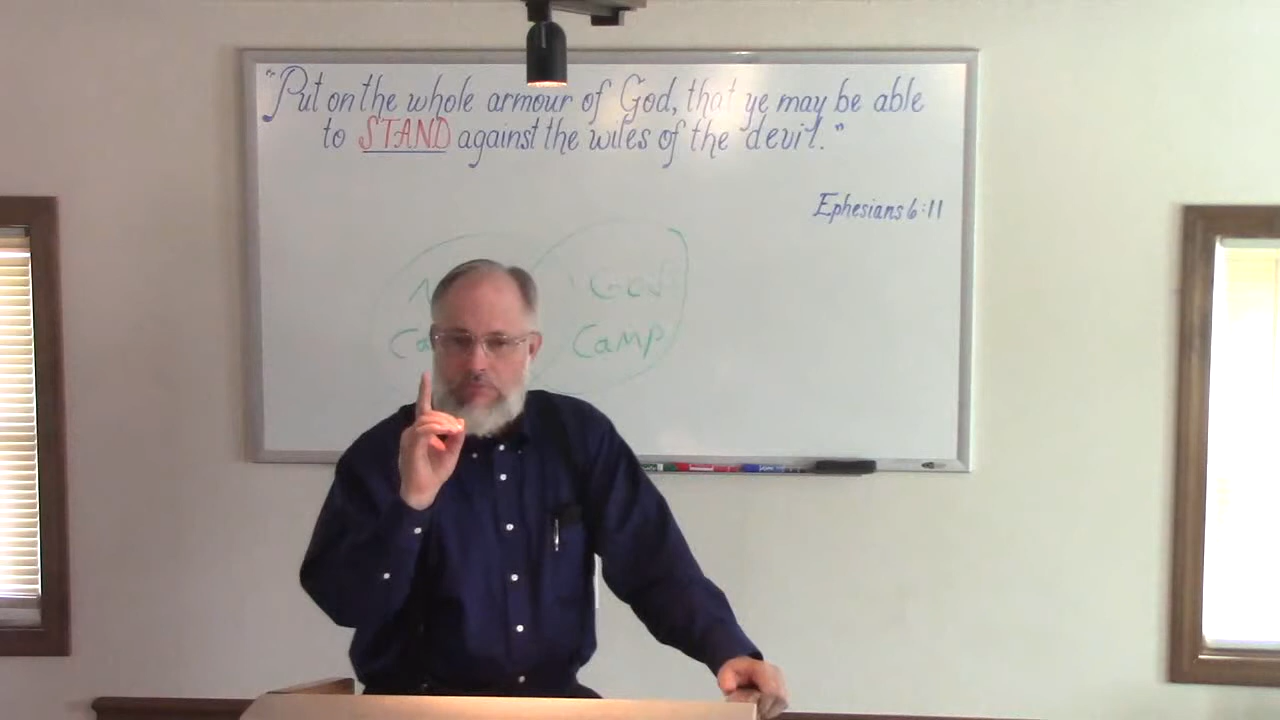 "Put on the whole armour of God, that ye may be able
to STAND against the wiles of the devil."
Ephesians 6:11
God's
Camp